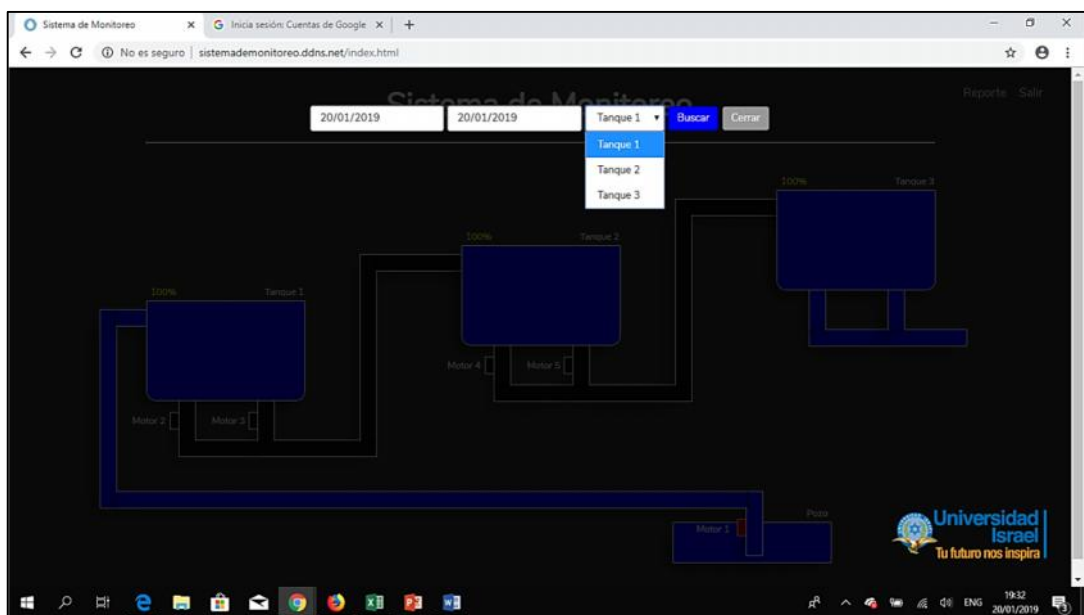 Sistema de Monitoreo
Inicia sesión: Cuentas de Google
No es seguro | sistemademonitoreo.ddns.net/index.html
Sistema de Monitoreo
Reporte Salir
20/01/2019 20/01/2019 Tanque 1 Buscar Cerrar
Tanque 1
Tanque 2
Tanque 3
100% Tanque 3
100% Tanque 2
100% Tanque 1
Motor 4 Motor 5
Motor 2 Motor 3
Pozo
Motor 1
Universidad
Israel
Tu futuro nos inspira
ENG
19:32
20/01/2019